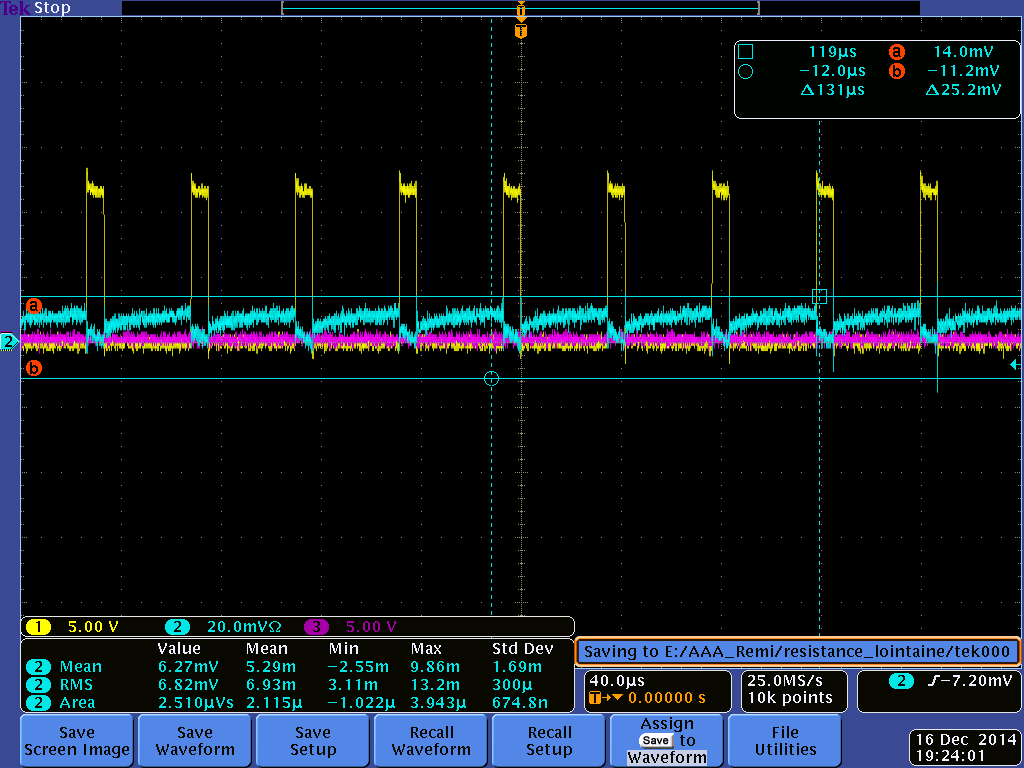 Tek Stop
T
T
119µs a 14.0mV
−12.0µs b −11.2mV
Δ131µs Δ25.2mV
a
2
b
1 5.00 V 2 20.0mVΩ 3 5.00 V
Value Mean Min Max Std Dev
2 Mean 6.27mV 5.29m −2.55m 9.86m 1.69m
2 RMS 6.82mV 6.93m 3.11m 13.2m 300µ
2 Area 2.510µVs 2.115µ −1.022µ 3.943µ 674.8n
Saving to E:/AAA_Remi/resistance_lointaine/tek000
40.0µs
T→▼ 0.00000 s
25.0MS/s
10k points
2 ʃ −7.20mV
Save
Screen Image
Save
Waveform
Save
Setup
Recall
Waveform
Recall
Setup
Assign
Save to
Waveform
File
Utilities
16 Dec 2014
19:24:01